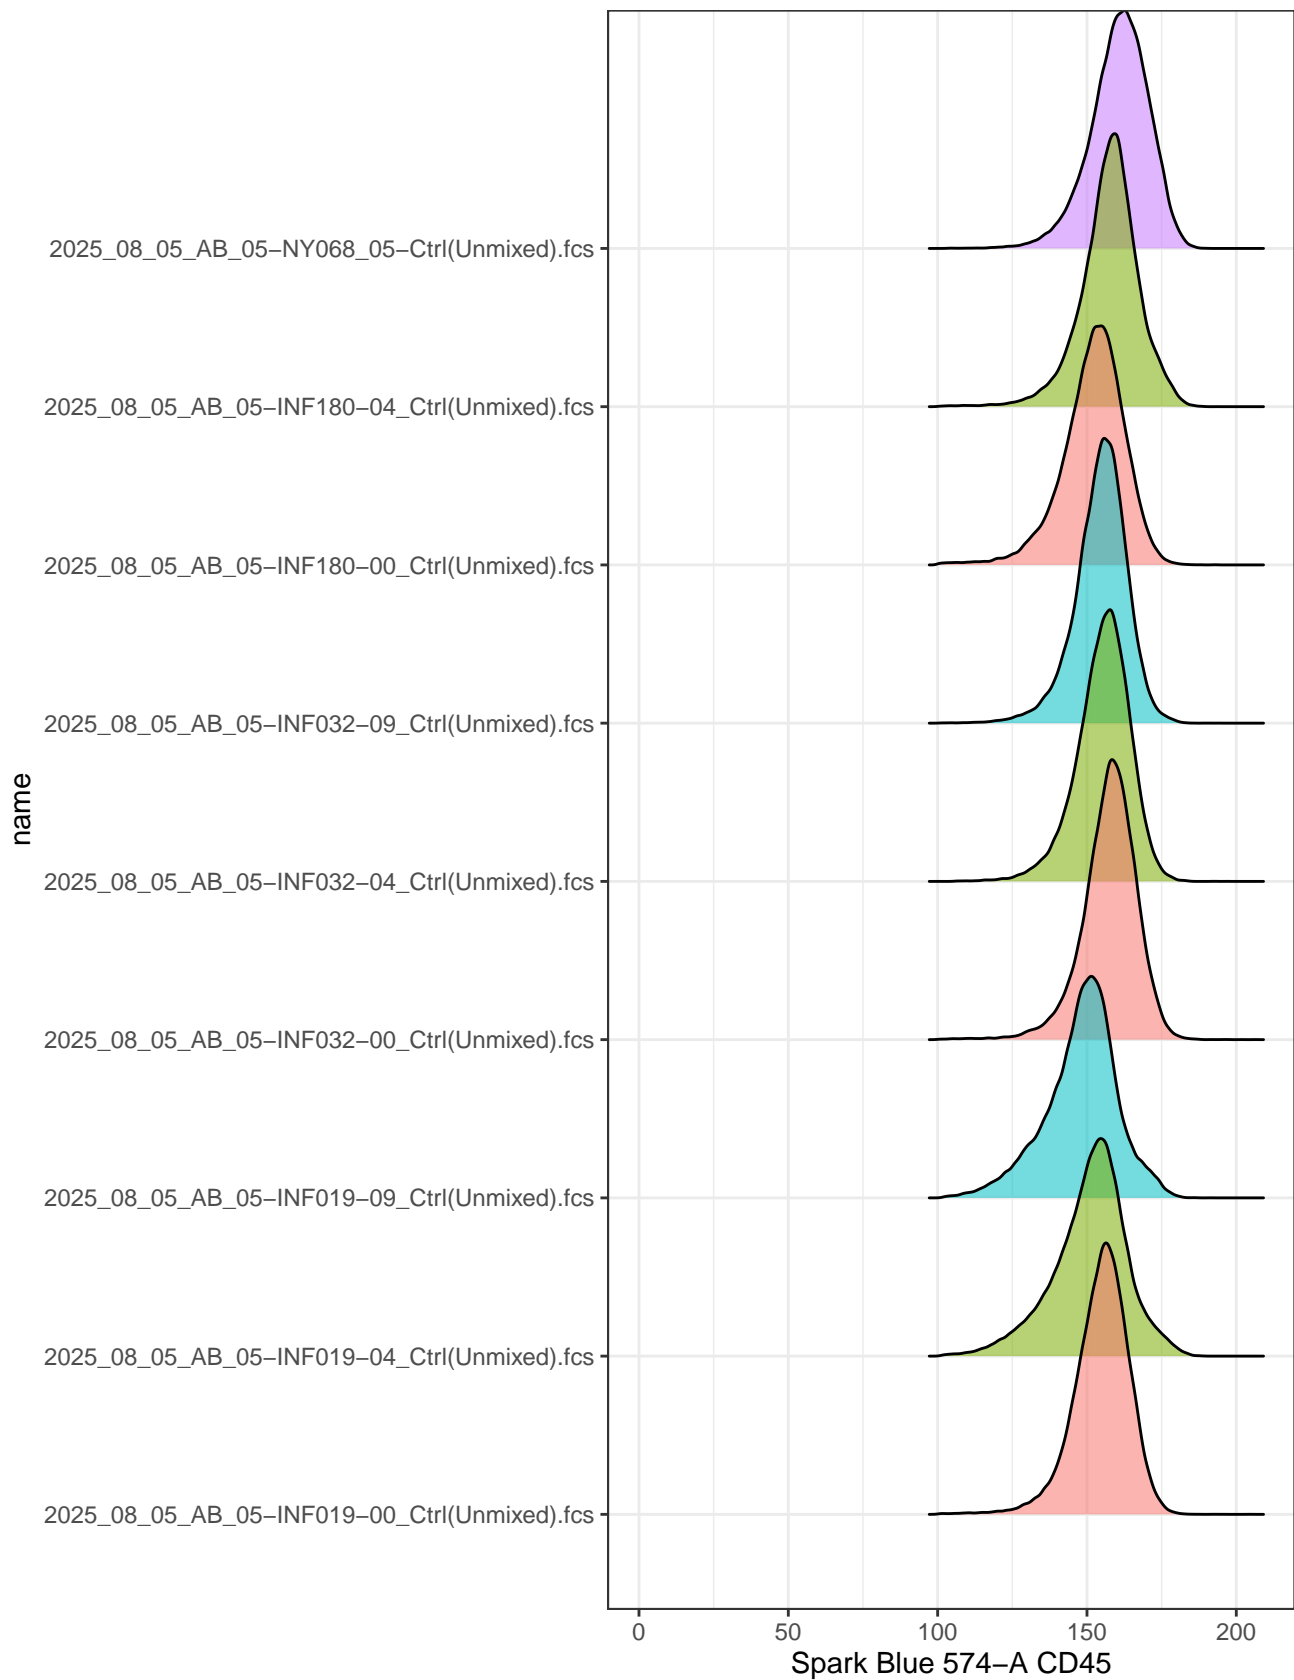 2025_08_05_AB_05−NY068_05−Ctrl(Unmixed).fcs
2025_08_05_AB_05−INF180−04_Ctrl(Unmixed).fcs
2025_08_05_AB_05−INF180−00_Ctrl(Unmixed).fcs
2025_08_05_AB_05−INF032−09_Ctrl(Unmixed).fcs
name
2025_08_05_AB_05−INF032−04_Ctrl(Unmixed).fcs
2025_08_05_AB_05−INF032−00_Ctrl(Unmixed).fcs
2025_08_05_AB_05−INF019−09_Ctrl(Unmixed).fcs
2025_08_05_AB_05−INF019−04_Ctrl(Unmixed).fcs
2025_08_05_AB_05−INF019−00_Ctrl(Unmixed).fcs
0 50 100 150 200
Spark Blue 574−A CD45